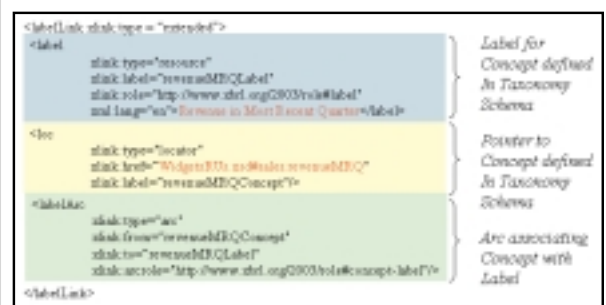 <labelLink xlink:type = "extended">
<label
xlink:type="resource"
xlink:label="revenueMRQLabel"
xlink:role="http://www.xbrl.org/2003/role#label"
xml:lang="en">Revenue in Most Recent Quarter</label>
<loc
xlink:type="locator"
xlink:href="WidgetsRUs.xsd#sales.revenueMRQ"
xlink:label="revenueMRQConcept"/>
<labelArc
xlink:type="arc"
xlink:from="revenueMRQConcept"
xlink:to="revenueMRQLabel"
xlink:arcrole="http://www.xbrl.org/2003/role#concept-label"/>
</labelLink>
Label for
Concept defined
In Taxonomy
Schema
Pointer to
Concept defined
In Taxonomy
Schema
Arc associating
Concept with
Label